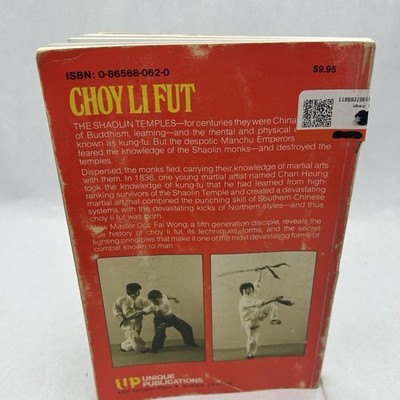 ISBN: 0-86568-062-0
$9.95
CHOY LI FUT
THE SHAOLIN TEMPLES—for centuries they were China
of Buddhism, learning—and the mental and physical
known as kung-fu. But the despotic Manchu Emperors
feared the knowledge of the Shaolin monks—and destroyed the
temples.
Dispersed, the monks fled, carrying their knowledge of martial arts
with them. In 1836, one young martial artist named Chan Heung
took the knowledge of kung-fu that he had learned from high-
ranking survivors of the Shaolin Temple and created a devastating
martial art that combined the punching skill of Southern Chinese
systems with the devastating kicks of Northern styles—and thus
choy li fut was born.
Master Doc Fai Wong, a fifth generation disciple, reveals the
true history of choy li fut, its techniques, forms, and the secret
fighting principles that make it one of the most devastating forms of
combat known to man.
UP UNIQUE
PUBLICATIONS